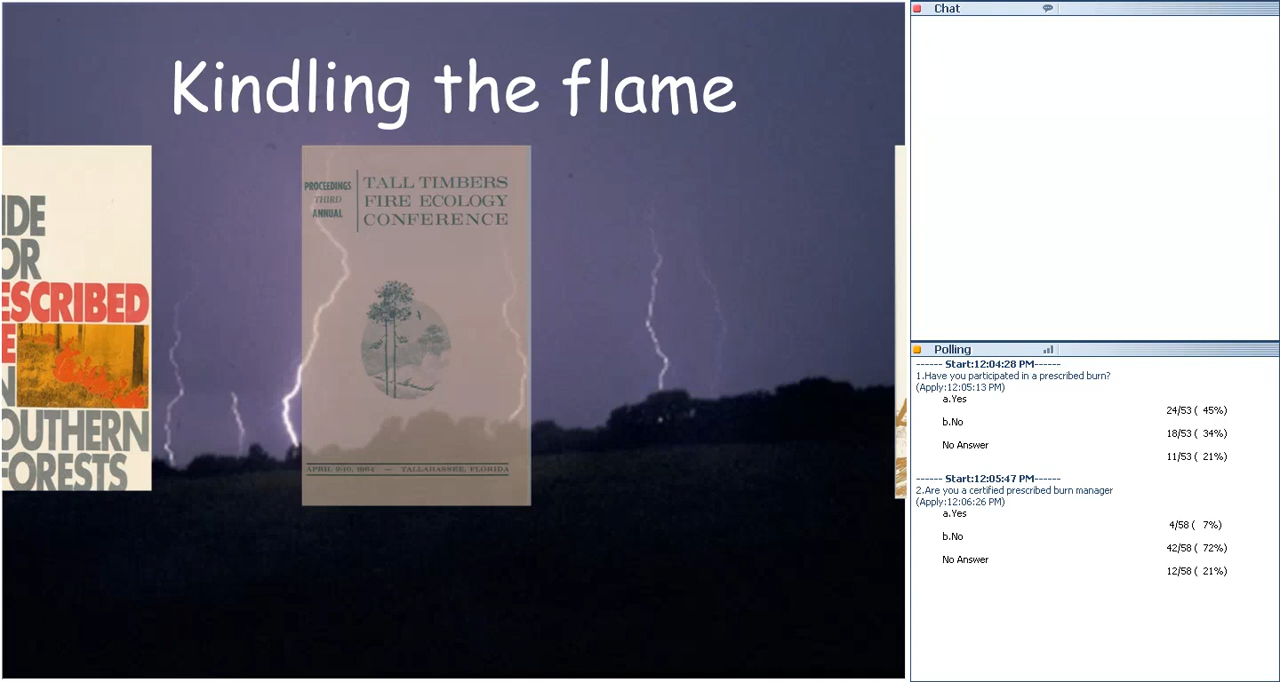 Kindling the flame
IDE
OR
ESCRIBED
E
N
OUTHERN
FORESTS
PROCEEDINGS
THIRD
ANNUAL
TALL TIMBERS
FIRE ECOLOGY
CONFERENCE
APRIL 9-10, 1964 — TALLAHASSEE, FLORIDA
Chat
Polling
------ Start:12:04:28 PM------
1.Have you participated in a prescribed burn?
(Apply:12:05:13 PM)
a.Yes
24/53 ( 45%)
b.No
18/53 ( 34%)
No Answer
11/53 ( 21%)
------ Start:12:05:47 PM------
2.Are you a certified prescribed burn manager
(Apply:12:06:26 PM)
a.Yes
4/58 ( 7%)
b.No
42/58 ( 72%)
No Answer
12/58 ( 21%)